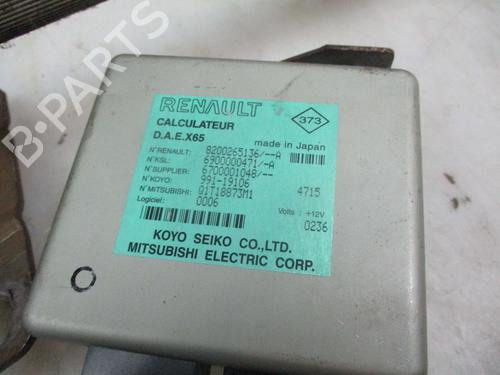 B-PARTS
RENAULT
373
CALCULATEUR
D.A.E.X65
made in Japan
N°RENAULT: 8200265136/--A
N°KSL: 6900000471/-A
N°SUPPLIER: 6700001048/--
N°KOYO: 991-19106
N°MITSUBISHI: Q1T18873M1 4715
Logiciel: 0006 Volts : +12V
0236
KOYO SEIKO CO.,LTD.
MITSUBISHI ELECTRIC CORP.